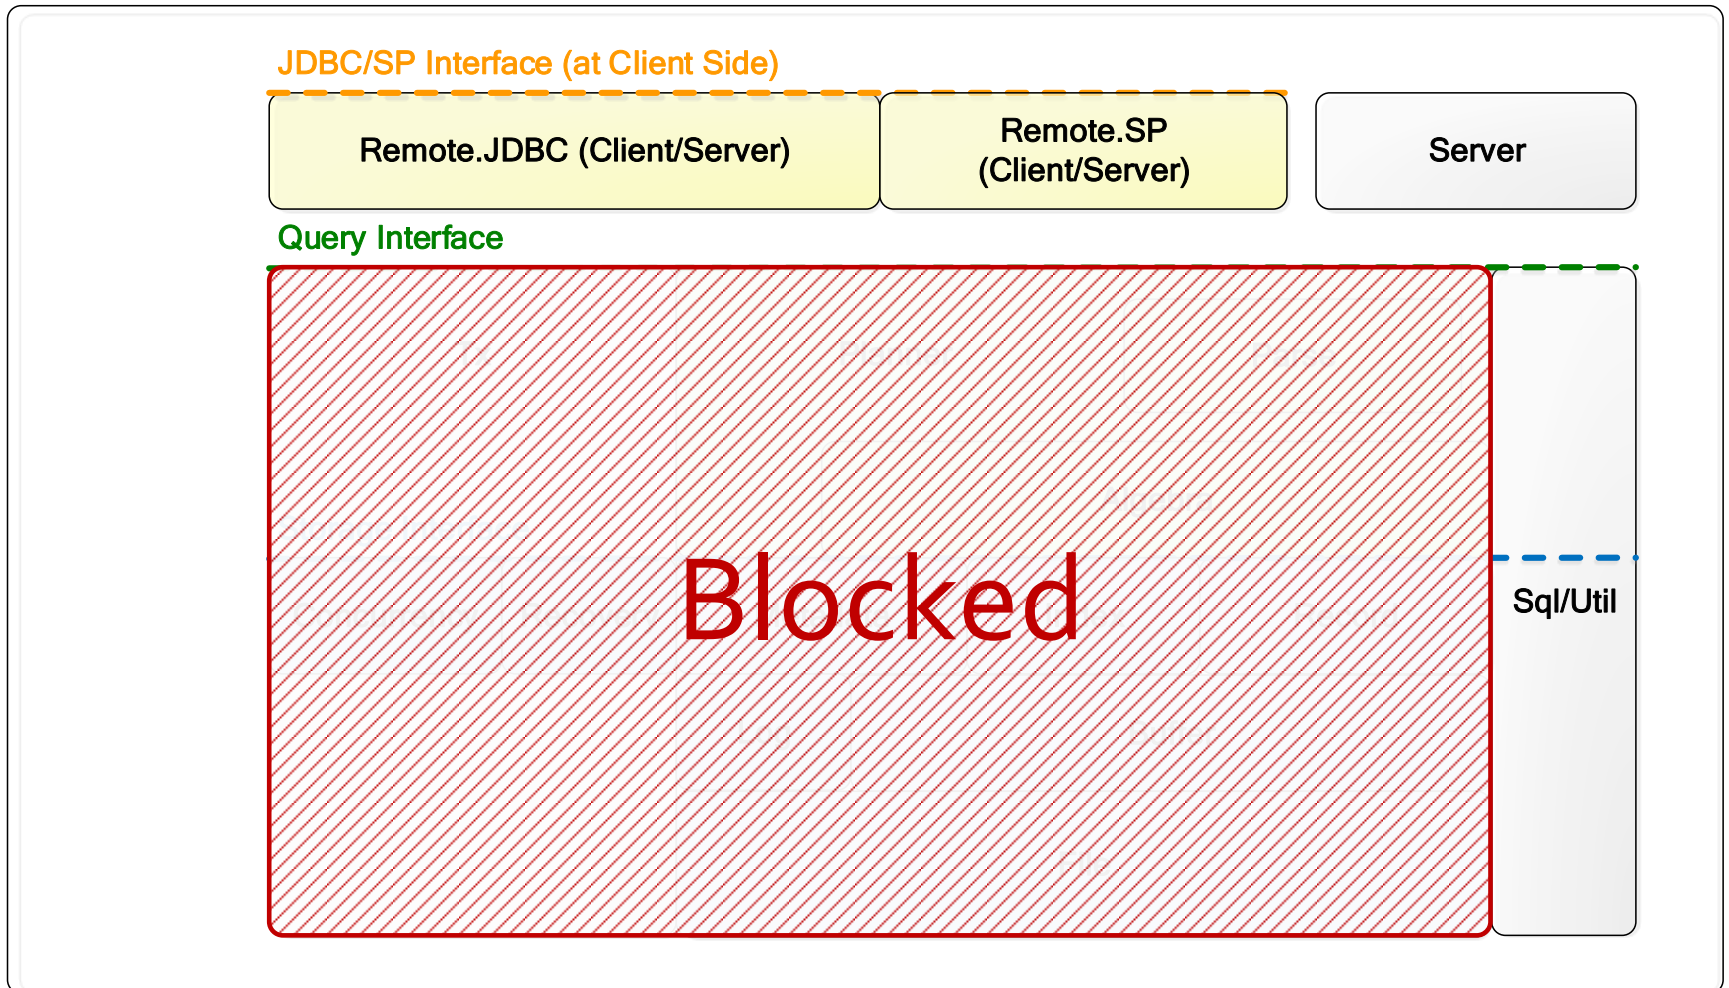 JDBC/SP Interface (at Client Side)
Remote.JDBC (Client/Server)
Remote.SP
(Client/Server)
Server
Query Interface
Blocked
Sql/Util